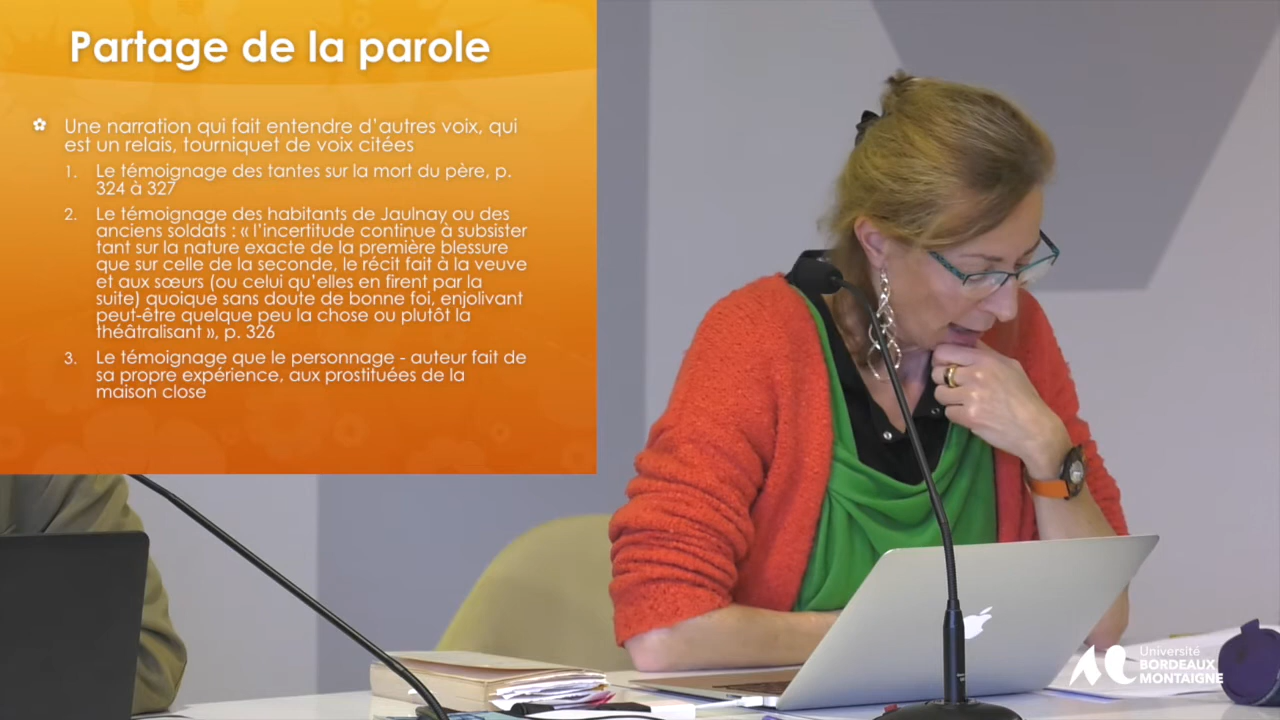 Partage de la parole
Une narration qui fait entendre d'autres voix, qui
est un relais, tourniquet de voix citées
1. Le témoignage des tantes sur la mort du père, p.
324 à 327
2. Le témoignage des habitants de Jaulnay ou des
anciens soldats : « l'incertitude continue à subsister
tant sur la nature exacte de la première blessure
que sur celle de la seconde, le récit fait à la veuve
et aux sœurs (ou celui qu'elles en firent par la
suite) quoique sans doute de bonne foi, enjolivant
peut-être quelque peu la chose ou plutôt la
théâtralisant », p. 326
3. Le témoignage que le personnage - auteur fait de
sa propre expérience, aux prostituées de la
maison close
Université
BORDEAUX
MONTAIGNE